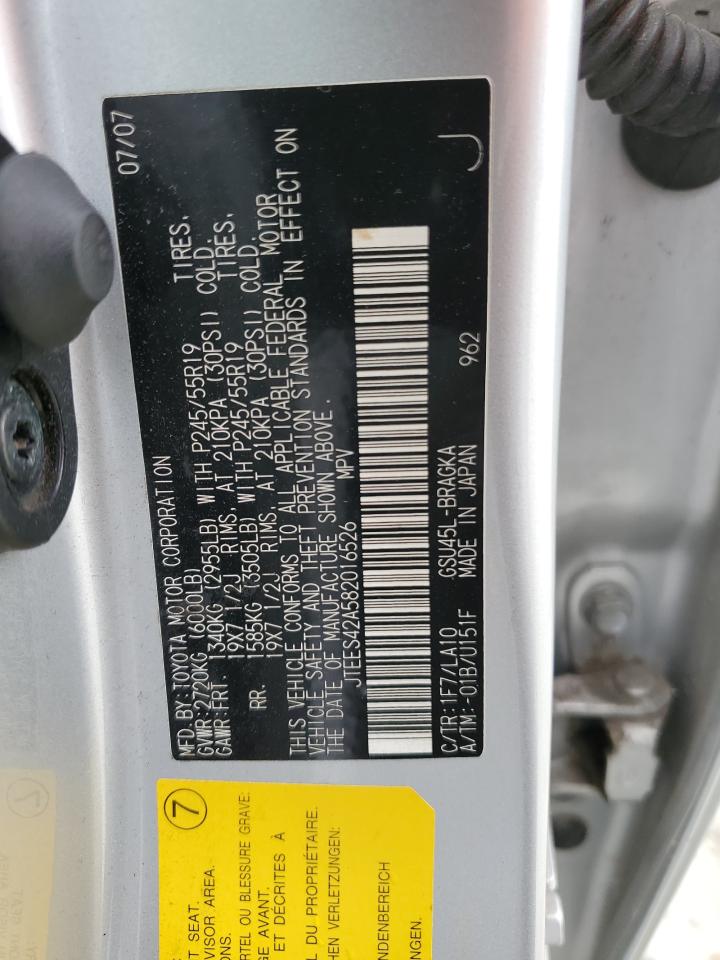 07/07
MFD.BY:TOYOTA MOTOR CORPORATION
GVWR:2720KG (6000LB)
GAWR:FRT. 1340KG (2955LB) WITH P245/55R19 TIRES,
19X7 1/2J RIMS, AT 210KPA (30PSI) COLD.
RR. 1585KG (3505LB) WITH P245/55R19 TIRES,
19X7 1/2J RIMS, AT 210KPA (30PSI) COLD.
THIS VEHICLE CONFORMS TO ALL APPLICABLE FEDERAL MOTOR
VEHICLE SAFETY AND THEFT PREVENTION STANDARDS IN EFFECT ON
THE DATE OF MANUFACTURE SHOWN ABOVE.
JTEES42A582016526 MPV
C/TR:1F7/LA10 GSU45L-BRAGKA
A/TM:-01B/U151F MADE IN JAPAN 962
J
7
T SEAT.
VISOR AREA.
ONS.
RTEL OU BLESSURE GRAVE:
GE AVANT.
ET DÉCRITES À
L DU PROPRIÉTAIRE.
HEN VERLETZUNGEN:
NDENBEREICH
GUNGEN.